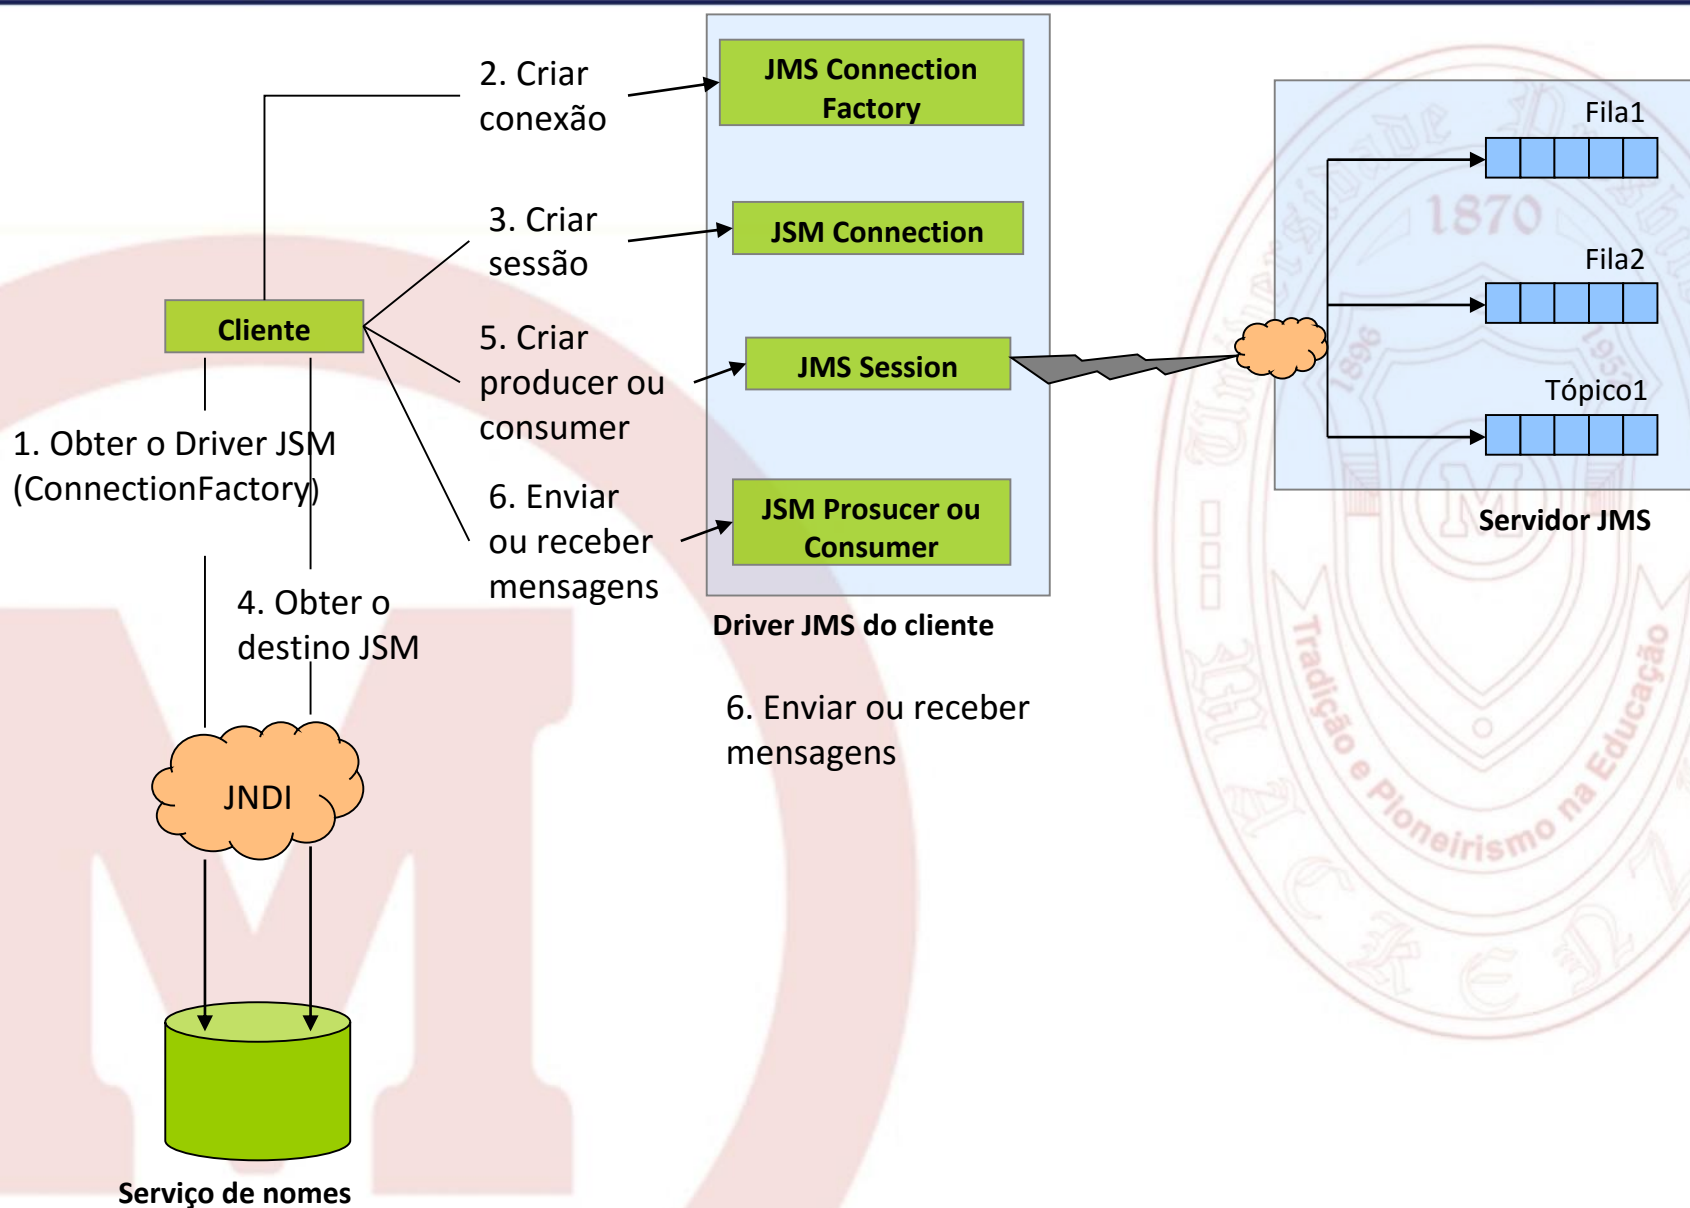 2. Criar
conexão
JMS Connection
Factory
Fila1
3. Criar
sessão
JSM Connection
Fila2
Cliente
5. Criar
producer ou
consumer
JMS Session
Tópico1
1. Obter o Driver JSM
(ConnectionFactory)
6. Enviar
ou receber
mensagens
JSM Prosucer ou
Consumer
Servidor JMS
4. Obter o
destino JSM
Driver JMS do cliente
6. Enviar ou receber
mensagens
JNDI
Serviço de nomes
1870
1896
1952
M
Tradição e Pioneirismo na Educação